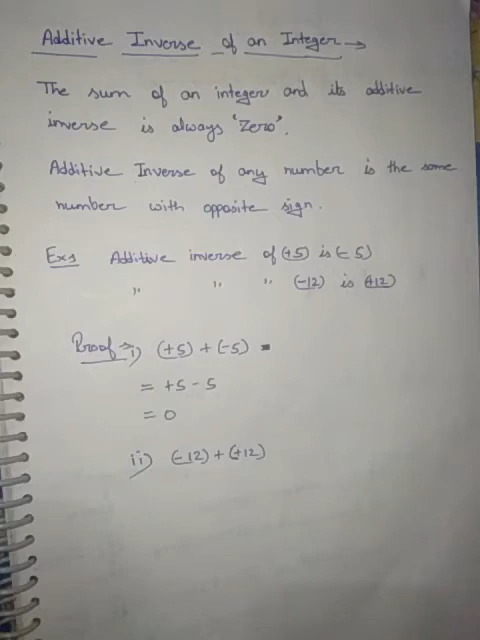 Additive Inverse of an Integer →
The sum of an integer and its additive
inverse is always 'Zero'.
Additive Inverse of any number is the same
number with opposite sign.
Exs Additive inverse of (+5) is (-5)
" " " (-12) is (+12)
Proof → i) (+5) + (-5) =
= +5 - 5
= 0
ii) (-12) + (+12)